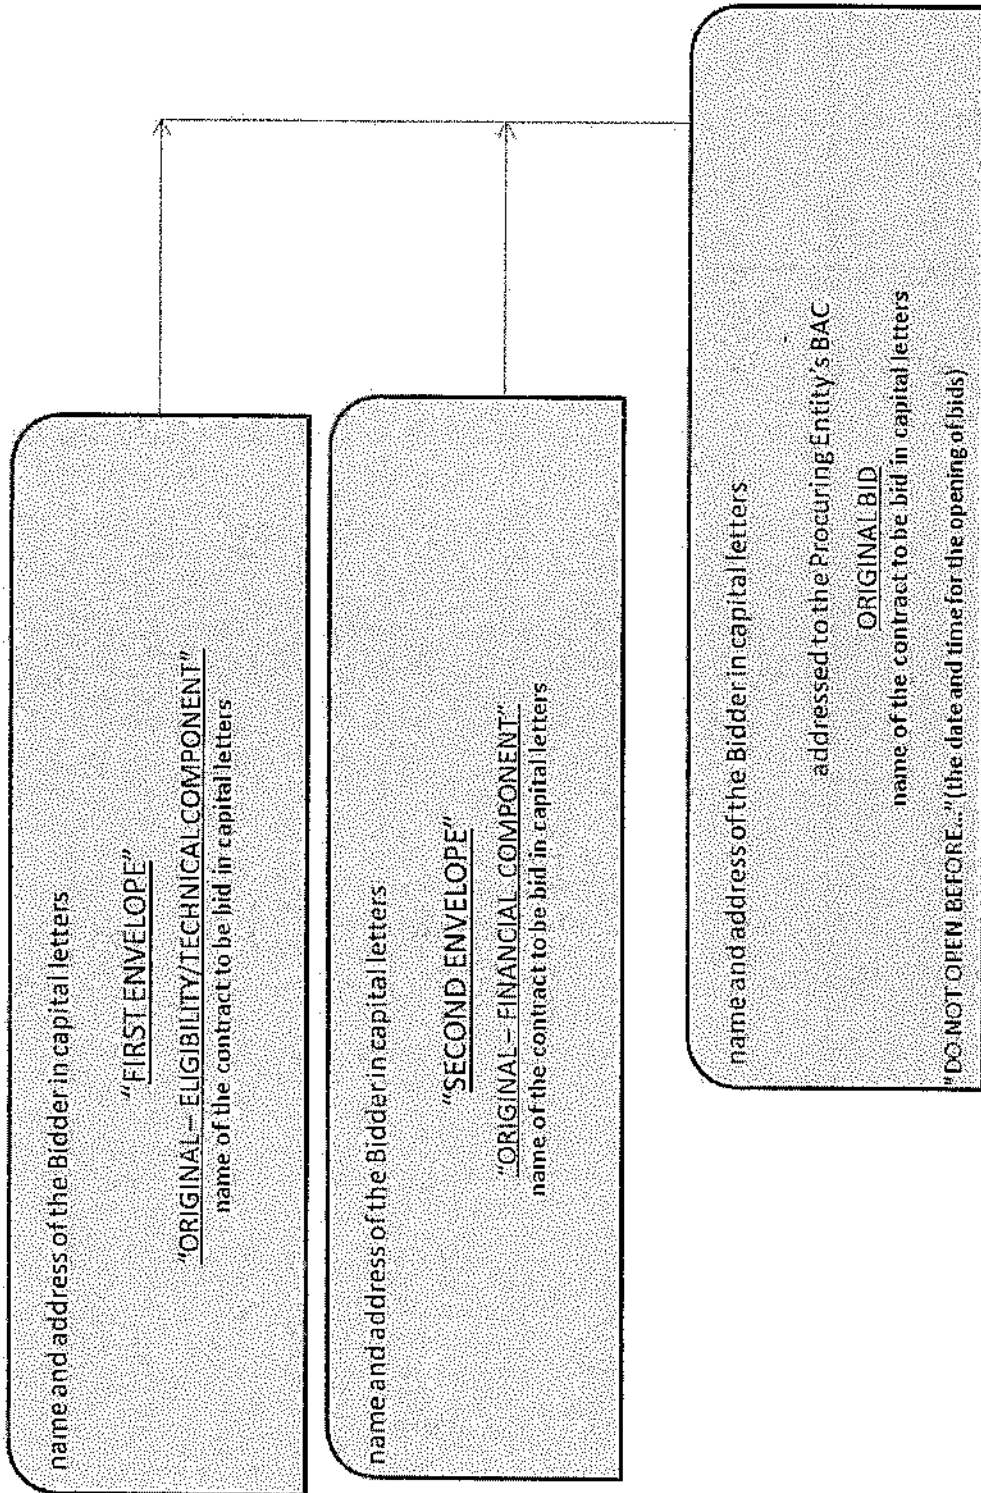 name and address of the Bidder in capital letters
"FIRST ENVELOPE"
"ORIGINAL – ELIGIBILITY/TECHNICAL COMPONENT"
name of the contract to be bid in capital letters
name and address of the Bidder in capital letters
"SECOND ENVELOPE"
"ORIGINAL – FINANCIAL COMPONENT"
name of the contract to be bid in capital letters
name and address of the Bidder in capital letters
addressed to the Procuring Entity's BAC
ORIGINAL BID
name of the contract to be bid in capital letters
"DO NOT OPEN BEFORE..." (the date and time for the opening of bids)